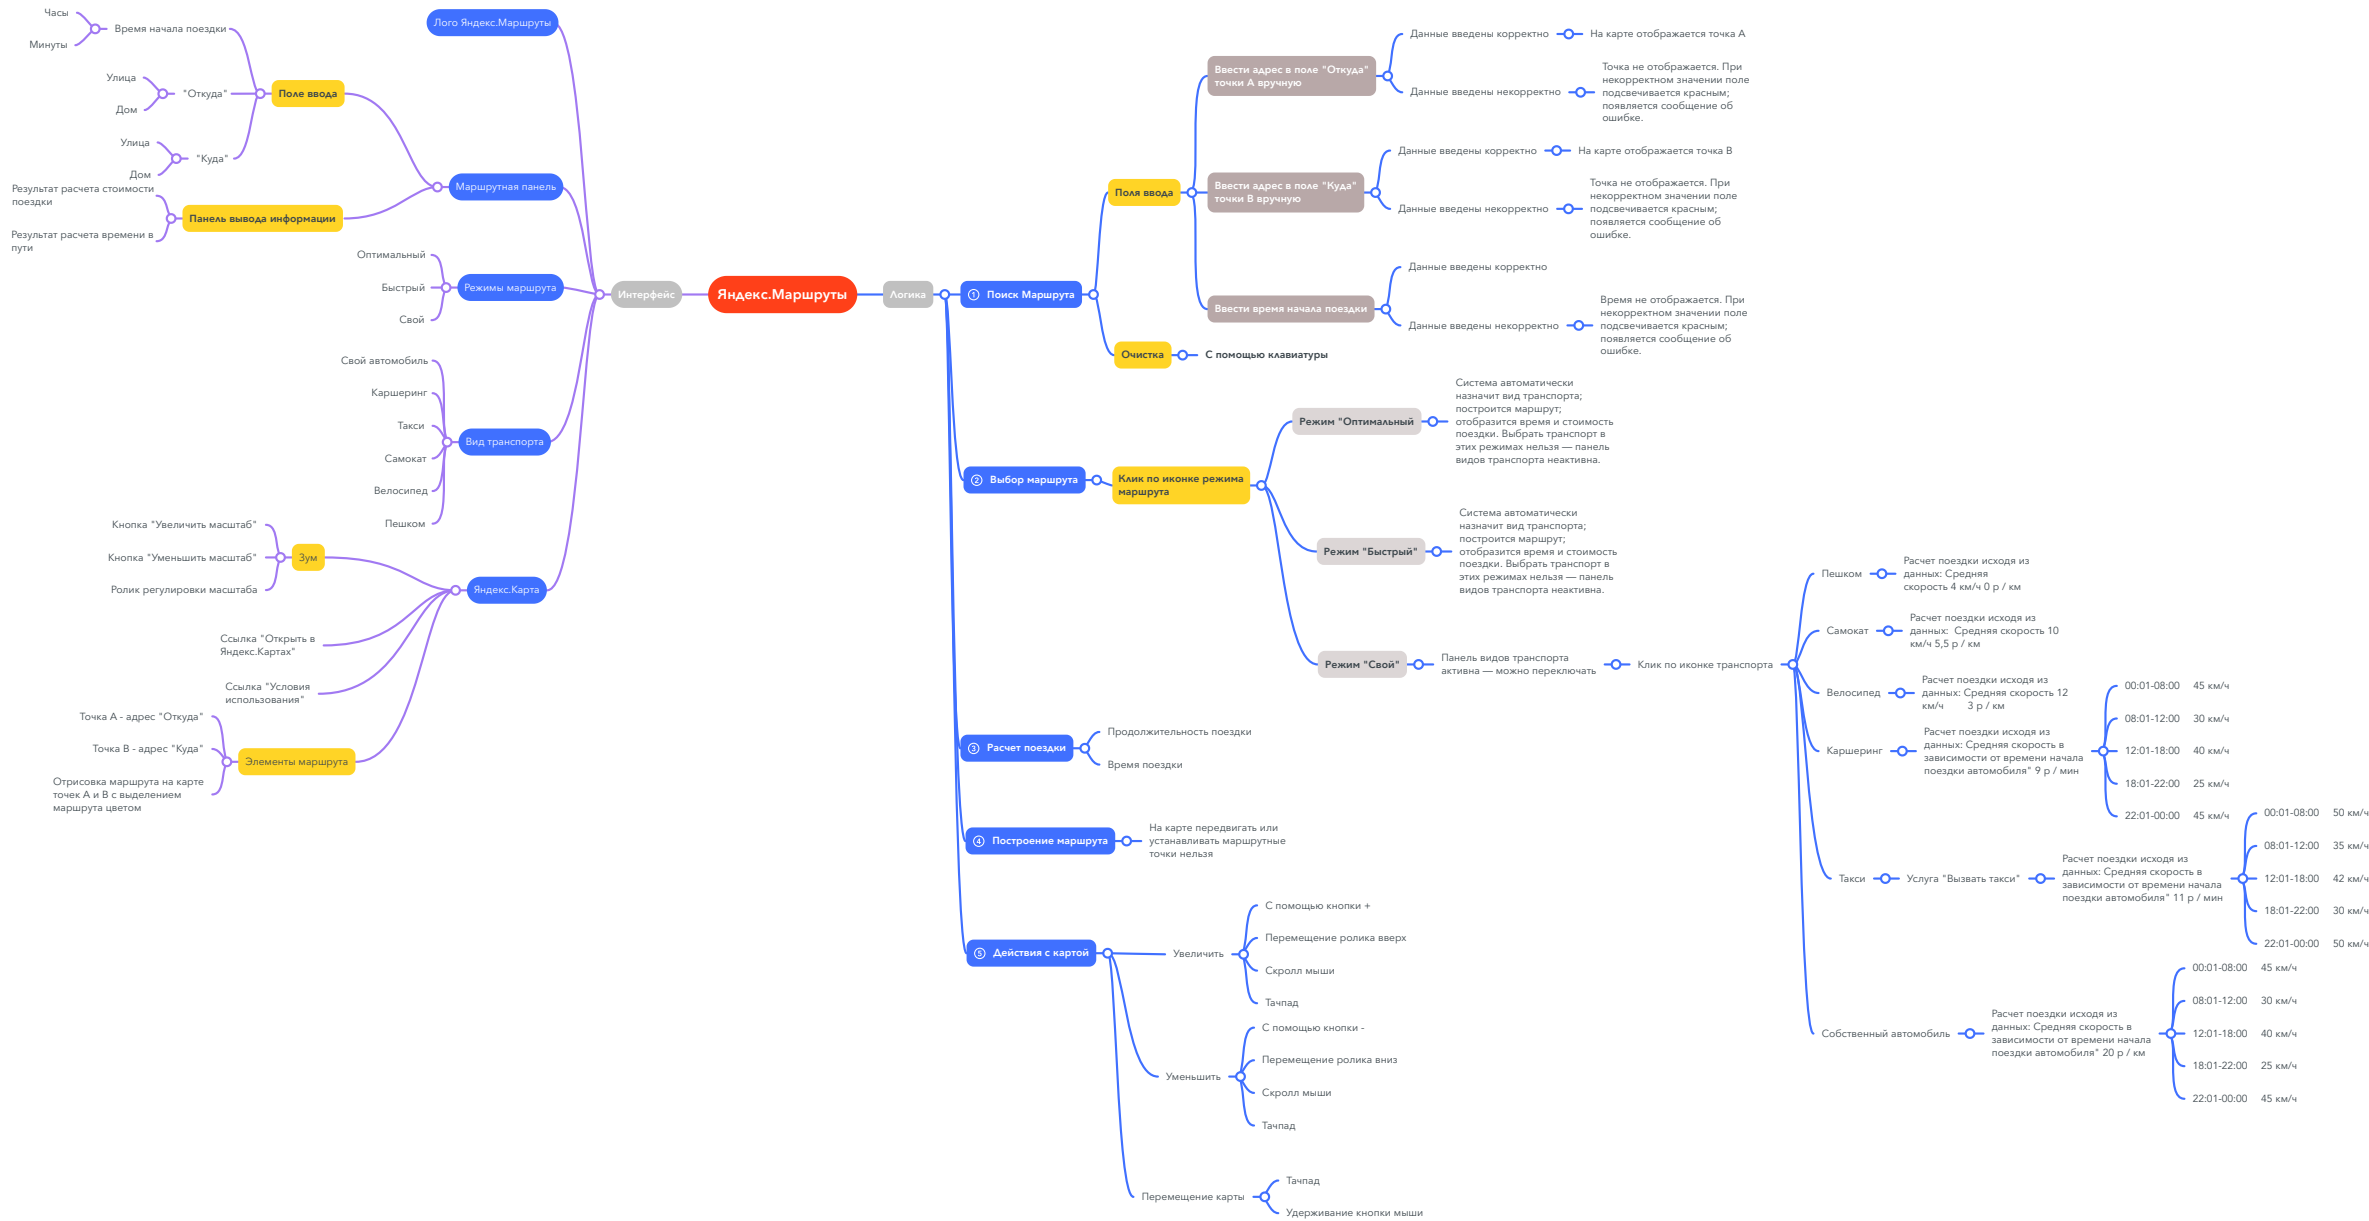 Часы
Минуты
Время начала поездки
Улица
Дом
"Откуда"
Улица
Дом
"Куда"
Поле ввода
Результат расчета стоимости
поездки
Результат расчета времени в
пути
Панель вывода информации
Лого Яндекс.Маршруты
Маршрутная панель
Оптимальный
Быстрый
Свой
Режимы маршрута
Свой автомобиль
Каршеринг
Такси
Самокат
Велосипед
Пешком
Вид транспорта
Кнопка "Увеличить масштаб"
Кнопка "Уменьшить масштаб"
Ролик регулировки масштаба
Зум
Ссылка "Открыть в
Яндекс.Картах"
Ссылка "Условия
использования"
Точка А - адрес "Откуда"
Точка В - адрес "Куда"
Отрисовка маршрута на карте
точек А и В с выделением
маршрута цветом
Элементы маршрута
Яндекс.Карта
Интерфейс
Яндекс.Маршруты
Логика
1 Поиск Маршрута
Поля ввода
Ввести адрес в поле "Откуда"
точки А вручную
Данные введены корректно
На карте отображается точка А
Данные введены некорректно
Точка не отображается. При
некорректном значении поле
подсвечивается красным;
появляется сообщение об
ошибке.
Ввести адрес в поле "Куда"
точки В вручную
Данные введены корректно
На карте отображается точка В
Данные введены некорректно
Точка не отображается. При
некорректном значении поле
подсвечивается красным;
появляется сообщение об
ошибке.
Ввести время начала поездки
Данные введены корректно
Данные введены некорректно
Время не отображается. При
некорректном значении поле
подсвечивается красным;
появляется сообщение об
ошибке.
Очистка
С помощью клавиатуры
2 Выбор маршрута
Клик по иконке режима
маршрута
Режим "Оптимальный
Система автоматически
назначит вид транспорта;
построится маршрут;
отобразится время и стоимость
поездки. Выбрать транспорт в
этих режимах нельзя — панель
видов транспорта неактивна.
Режим "Быстрый"
Система автоматически
назначит вид транспорта;
построится маршрут;
отобразится время и стоимость
поездки. Выбрать транспорт в
этих режимах нельзя — панель
видов транспорта неактивна.
Режим "Свой"
Панель видов транспорта
активна — можно переключать
Клик по иконке транспорта
Пешком
Расчет поездки исходя из
данных: Средняя
скорость 4 км/ч 0 р / км
Самокат
Расчет поездки исходя из
данных: Средняя скорость 10
км/ч 5,5 р / км
Велосипед
Расчет поездки исходя из
данных: Средняя скорость 12
км/ч 3 р / км
Каршеринг
Расчет поездки исходя из
данных: Средняя скорость в
зависимости от времени начала
поездки автомобиля" 9 р / мин
00:01-08:00 45 км/ч
08:01-12:00 30 км/ч
12:01-18:00 40 км/ч
18:01-22:00 25 км/ч
22:01-00:00 45 км/ч
Такси
Услуга "Вызвать такси"
Расчет поездки исходя из
данных: Средняя скорость в
зависимости от времени начала
поездки автомобиля" 11 р / мин
00:01-08:00 50 км/ч
08:01-12:00 35 км/ч
12:01-18:00 42 км/ч
18:01-22:00 30 км/ч
22:01-00:00 50 км/ч
Собственный автомобиль
Расчет поездки исходя из
данных: Средняя скорость в
зависимости от времени начала
поездки автомобиля" 20 р / км
00:01-08:00 45 км/ч
08:01-12:00 30 км/ч
12:01-18:00 40 км/ч
18:01-22:00 25 км/ч
22:01-00:00 45 км/ч
3 Расчет поездки
Продолжительность поездки
Время поездки
4 Построение маршрута
На карте передвигать или
устанавливать маршрутные
точки нельзя
5 Действия с картой
Увеличить
С помощью кнопки +
Перемещение ролика вверх
Скролл мыши
Тачпад
Уменьшить
С помощью кнопки -
Перемещение ролика вниз
Скролл мыши
Тачпад
Перемещение карты
Тачпад
Удерживание кнопки мыши